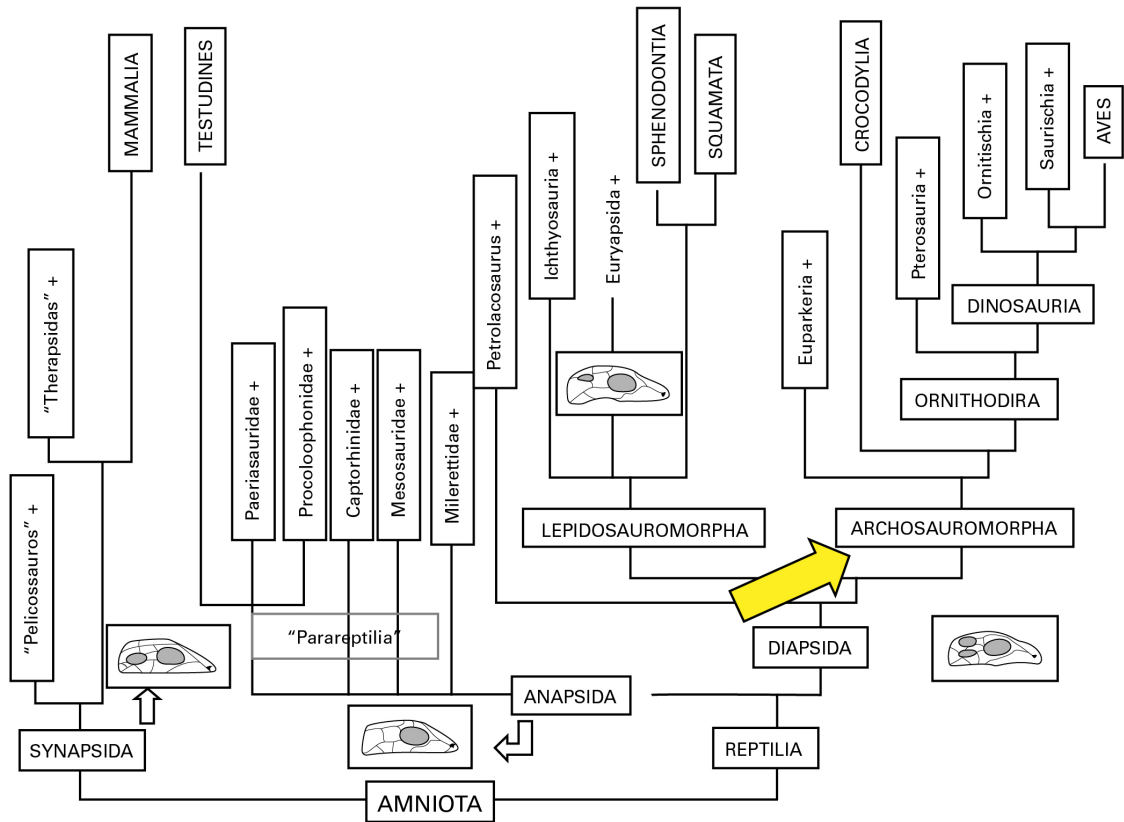 MAMMALIA
TESTUDINES
SPHENODONTIA
SQUAMATA
CROCODYLIA
Ornitischia +
Saurischia +
AVES
Ichthyosauria +
Euryapsida +
Petrolacosaurus +
Pterosauria +
Euparkeria +
"Therapsidas" +
DINOSAURIA
Paeriasauridae +
Procoloophonidae +
Captorhinidae +
Mesosauridae +
Milerettidae +
ORNITHODIRA
"Pelicossauros" +
LEPIDOSAUROMORPHA
ARCHOSAUROMORPHA
"Parareptilia"
DIAPSIDA
ANAPSIDA
SYNAPSIDA
REPTILIA
AMNIOTA